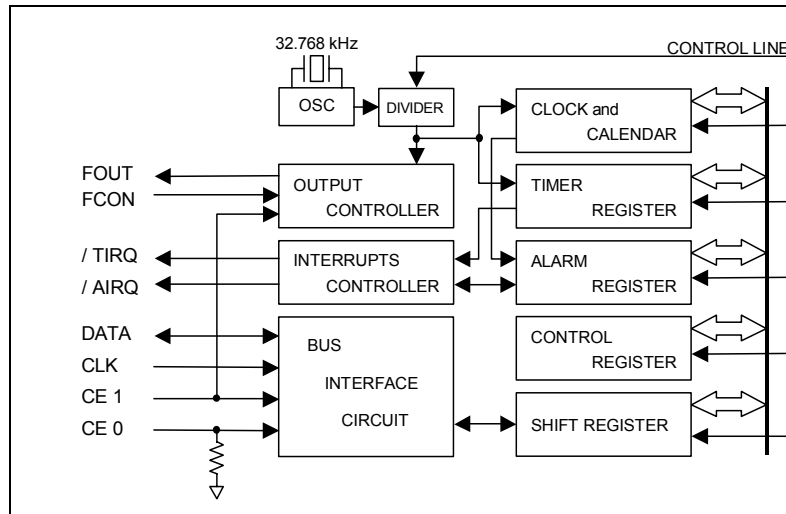 32.768 kHz
CONTROL LINE
OSC
DIVIDER
CLOCK and
CALENDAR
FOUT
FCON
OUTPUT
CONTROLLER
TIMER
REGISTER
/ TIRQ
/ AIRQ
INTERRUPTS
CONTROLLER
ALARM
REGISTER
DATA
CLK
CE 1
CE 0
BUS
INTERFACE
CIRCUIT
CONTROL
REGISTER
SHIFT REGISTER